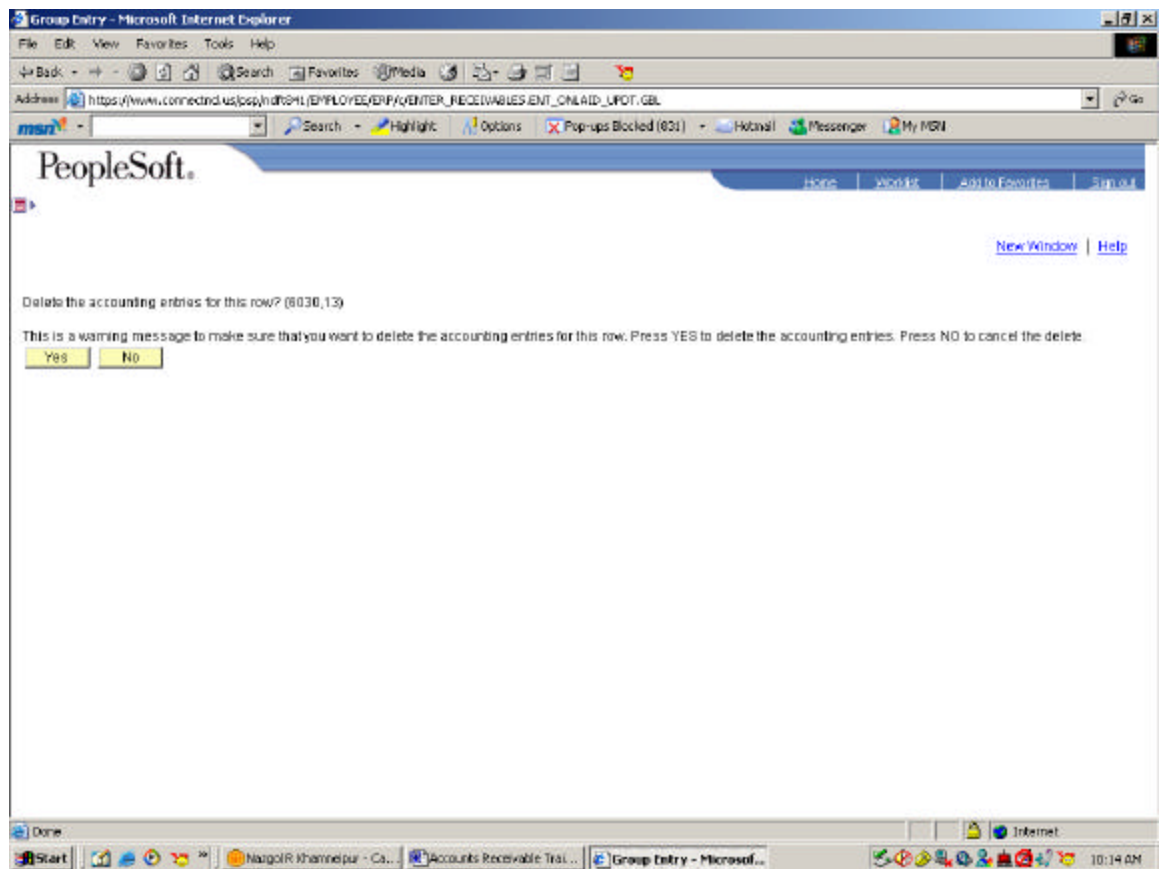 Group Entry - Microsoft Internet Explorer
File Edit View Favorites Tools Help
Back Search Favorites Media
Address https://www.connectnd.us/psp/ndft841/EMPLOYEE/ERP/c/ENTER_RECEIVABLES.ENT_ONLAID_UPDT.GBL Go
msn Search Highlight Options Pop-ups Blocked (831) Hotmail Messenger My MSN
PeopleSoft.
Home | Worklist | Add to Favorites | Sign out
New Window | Help
Delete the accounting entries for this row? (6030,13)
This is a warning message to make sure that you want to delete the accounting entries for this row. Press YES to delete the accounting entries. Press NO to cancel the delete
Yes No
Done Internet
Start NargolR Khamneipur - Ca... Accounts Receivable Trai... Group Entry - Microsof... 10:14 AM